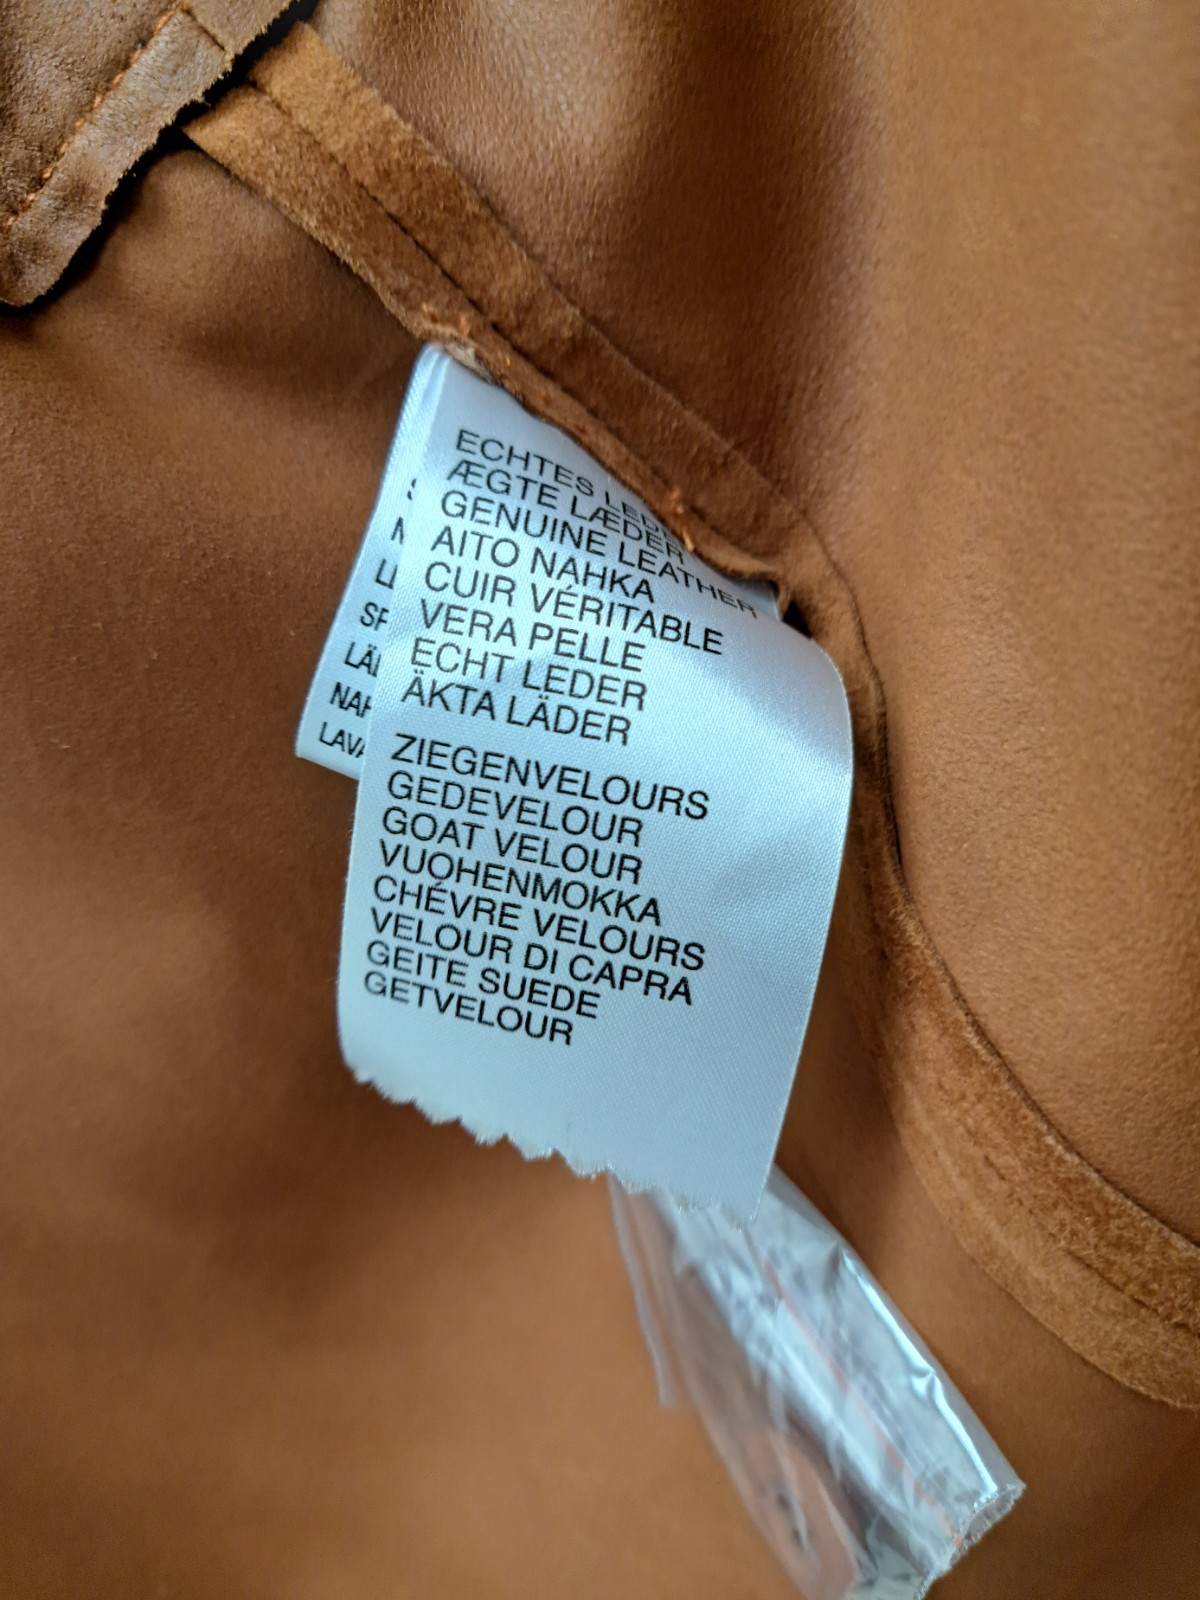 ECHTES
ÆGTE LÆDER
GENUINE LEATHER
AITO NAHKA
CUIR VÉRITABLE
VERA PELLE
ECHT LEDER
ÄKTA LÄDER
ZIEGENVELOURS
GEDEVELOUR
GOAT VELOUR
VUOHENMOKKA
CHÉVRE VELOURS
VELOUR DI CAPRA
GEITE SUEDE
GETVELOUR